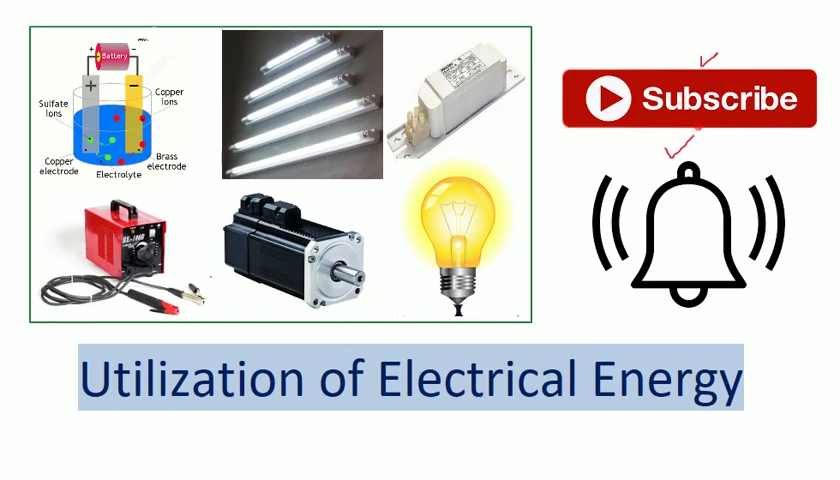 + Battery −
+ −
Copper
ions
Sulfate
ions
Copper
electrode
Brass
electrode
Electrolyte
Subscribe
Utilization of Electrical Energy